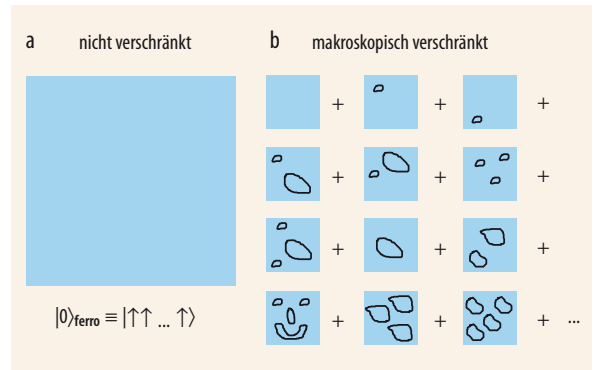 a nicht verschränkt
b makroskopisch verschränkt
+ + +
+ + +
+ + +
+ + + ...
|0⟩ferro ≡ |↑↑ ... ↑⟩